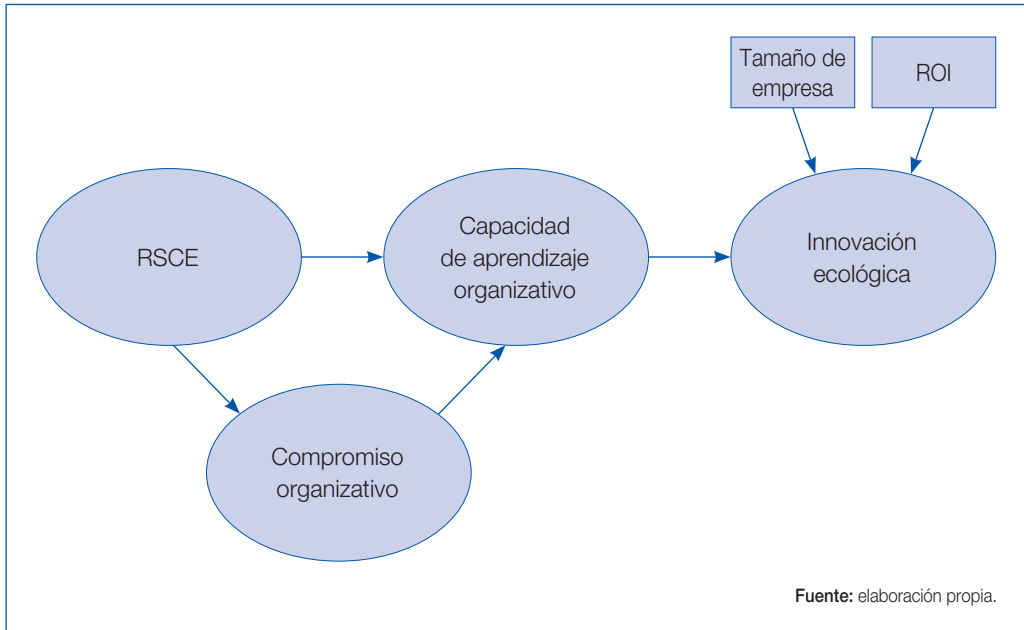 Tamaño de
empresa
ROI
RSCE
Capacidad
de aprendizaje
organizativo
Innovación
ecológica
Compromiso
organizativo
Fuente: elaboración propia.